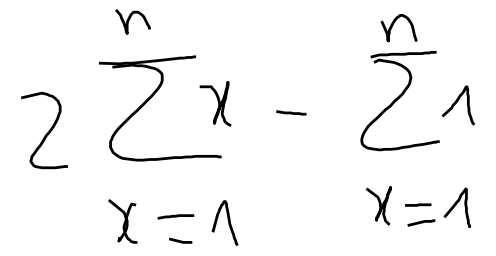 n n
2 ∑ x - ∑ 1
x=1 x=1